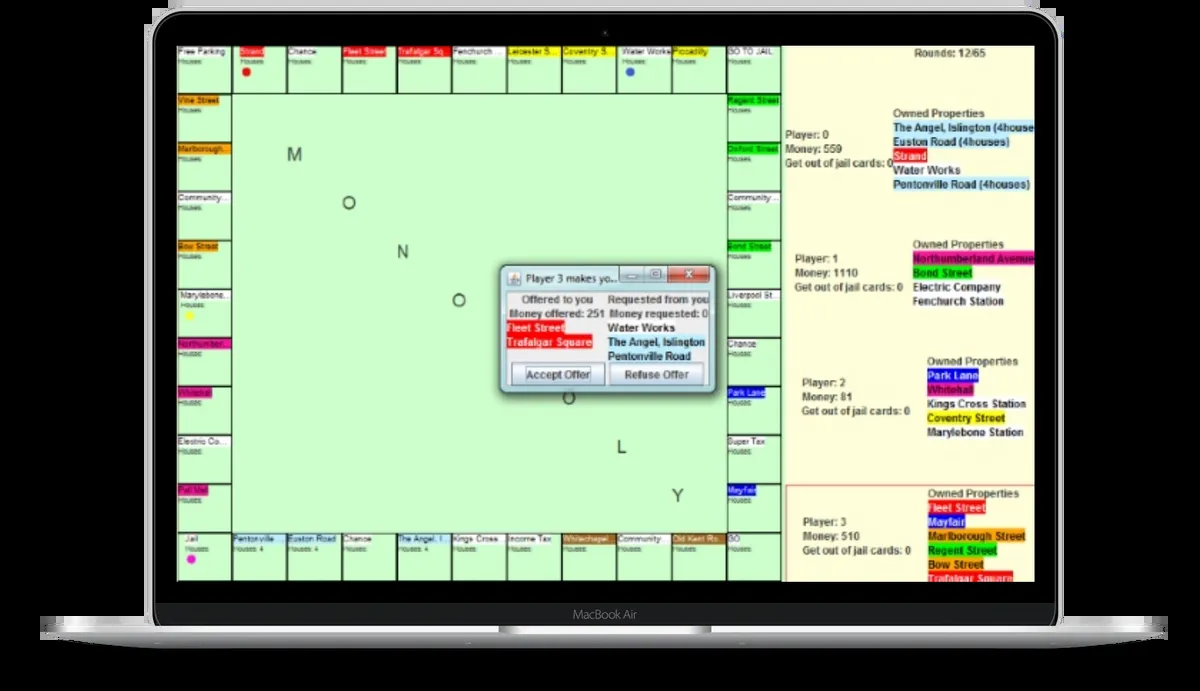 Free Parking
Houses:
Strand
Houses:
Chance
Houses:
Fleet Street
Houses:
Trafalgar Sq...
Houses:
Fenchurch ...
Houses:
Leicester S...
Houses:
Coventry S...
Houses:
Water Works
Houses:
Piccadilly
Houses:
GO TO JAIL
Houses:
Vine Street
Houses:
Marlborough...
Houses:
Community...
Houses:
Bow Street
Houses:
Marylebone...
Houses:
Northumber...
Houses:
Whitehall
Houses:
Electric Co...
Houses:
Pall Mall
Houses:
Regent Street
Houses:
Oxford Street
Houses:
Community...
Houses:
Bond Street
Houses:
Liverpool St...
Houses:
Chance
Houses:
Park Lane
Houses:
Super Tax
Houses:
Mayfair
Houses:
M
O
N
O
O
L
Y
Player 3 makes yo...
Offered to you
Requested from you
Money offered: 251
Money requested: 0
Fleet Street
Water Works
Trafalgar Square
The Angel, Islington
Pentonville Road
Accept Offer
Refuse Offer
Jail
Houses:
Pentonville ...
Houses: 4
Euston Road
Houses: 4
Chance
Houses:
The Angel, I...
Houses: 4
Kings Cross...
Houses:
Income Tax
Houses:
Whitechapel...
Houses:
Community...
Houses:
Old Kent Ro...
Houses:
GO
Houses:
Rounds: 12/65
Player: 0
Money: 559
Get out of jail cards: 0
Owned Properties
The Angel, Islington (4house
Euston Road (4houses)
Strand
Water Works
Pentonville Road (4houses)
Player: 1
Money: 1110
Get out of jail cards: 0
Owned Properties
Northumberland Avenue
Bond Street
Electric Company
Fenchurch Station
Player: 2
Money: 81
Get out of jail cards: 0
Owned Properties
Park Lane
Whitehall
Kings Cross Station
Coventry Street
Marylebone Station
Player: 3
Money: 510
Get out of jail cards: 0
Owned Properties
Fleet Street
Mayfair
Marlborough Street
Regent Street
Bow Street
Trafalgar Square
MacBook Air